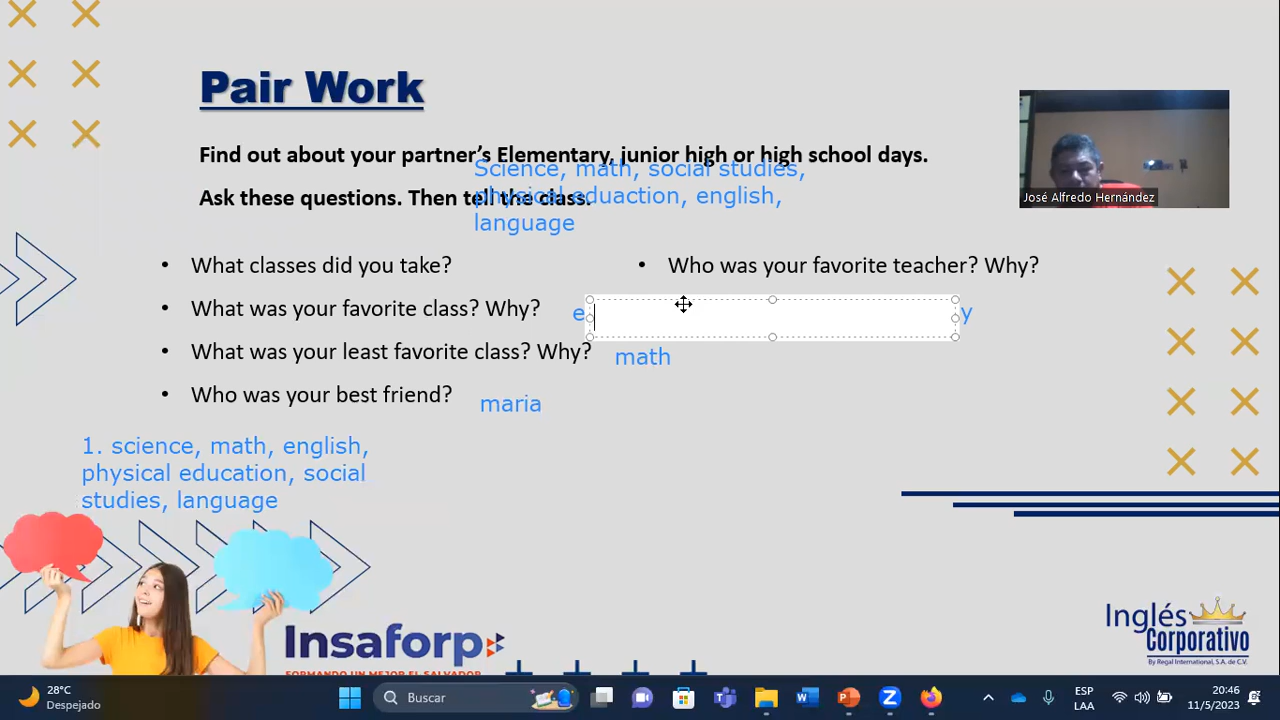 Pair Work
Find out about your partner's Elementary, junior high or high school days.
Science, math, social studies,
physical eduaction, english,
language
Ask these questions. Then tell the class.
José Alfredo Hernández
• What classes did you take?
• What was your favorite class? Why?
• What was your least favorite class? Why?
math
• Who was your best friend?
maria
• Who was your favorite teacher? Why?
1. science, math, english,
physical education, social
studies, language
Insaforp
FORMANDO UN MEJOR EL SALVADOR
Inglés
Corporativo
By Regal International, S.A. de C.V.
28°C
Despejado
Buscar
ESP
LAA
20:46
11/5/2023